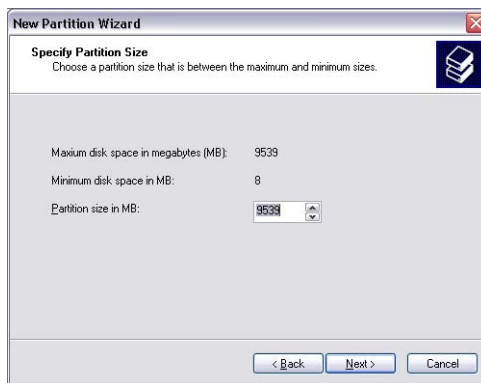 New Partition Wizard
Specify Partition Size
Choose a partition size that is between the maximum and minimum sizes.
Maxium disk space in megabytes (MB): 9539
Minimum disk space in MB: 8
Partition size in MB: 9539
< Back Next > Cancel